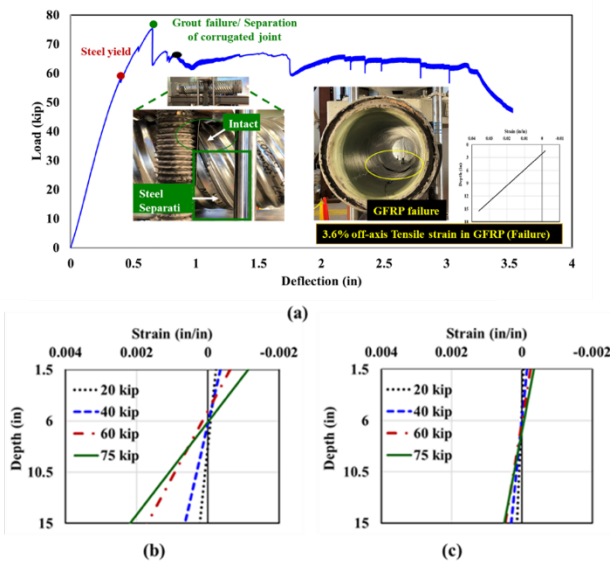 80
70
60
50
40
30
20
10
0
Load (kip)
Steel yield
Grout failure/ Separation
of corrugated joint
Intact
Steel
Separati
GFRP failure
3.6% off-axis Tensile strain in GFRP (Failure)
Strain (in/in)
Depth (in)
0 0.5 1 1.5 2 2.5 3 3.5 4
Deflection (in)
(a)
Strain (in/in)
0.004 0.002 0 -0.002
1.5
6
10.5
15
Depth (in)
20 kip
40 kip
60 kip
75 kip
(b)
Strain (in/in)
0.004 0.002 0 -0.002
1.5
6
10.5
15
Depth (in)
20 kip
40 kip
60 kip
75 kip
(c)